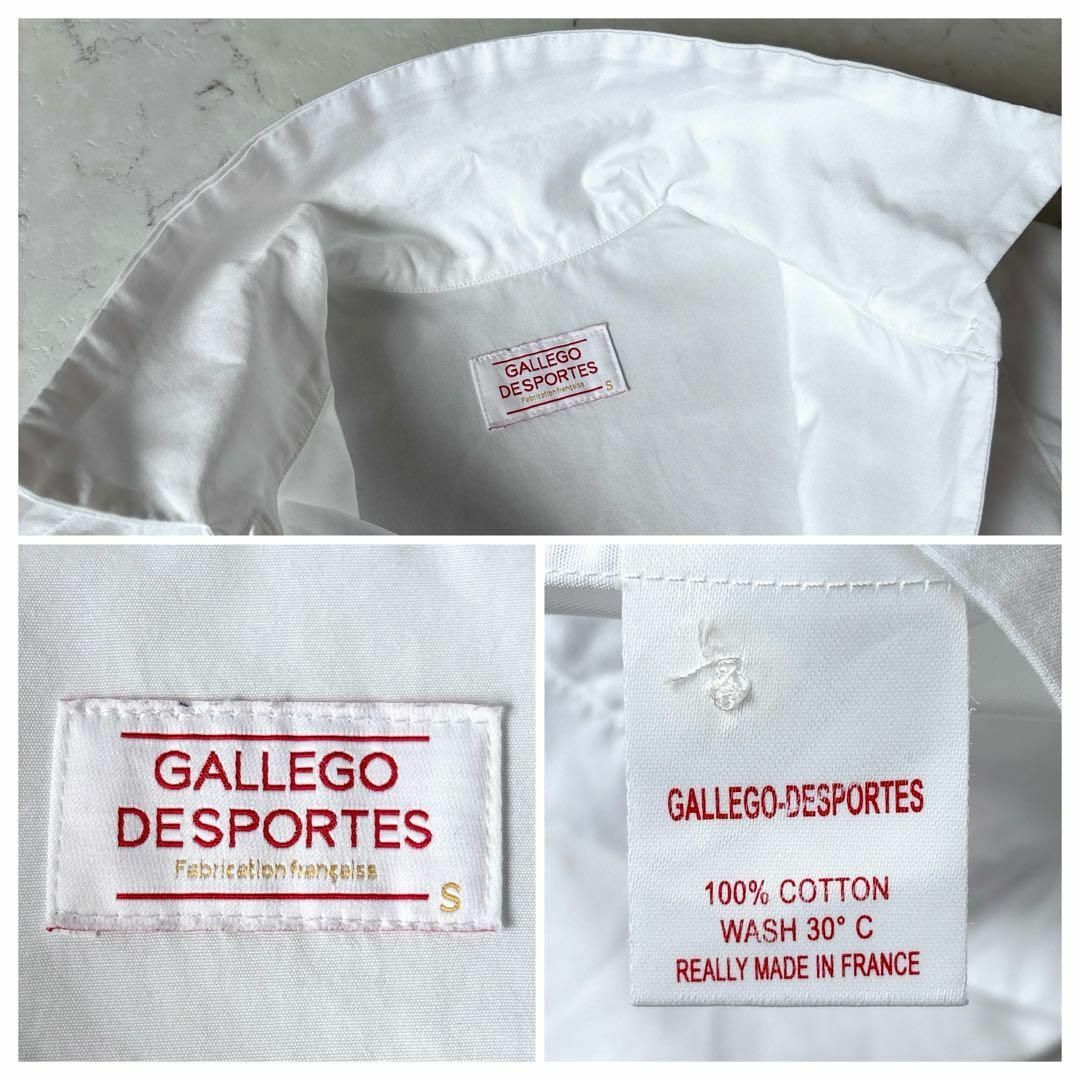 GALLEGO
DESPORTES
Fabrication française
S
GALLEGO
DESPORTES
Fabrication française
S
GALLEGO-DESPORTES
100% COTTON
WASH 30° C
REALLY MADE IN FRANCE